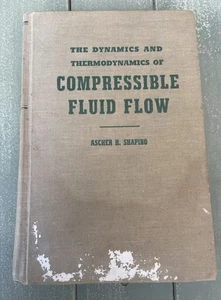 THE DYNAMICS AND
THERMODYNAMICS OF
COMPRESSIBLE
FLUID FLOW
ASCHER H. SHAPIRO